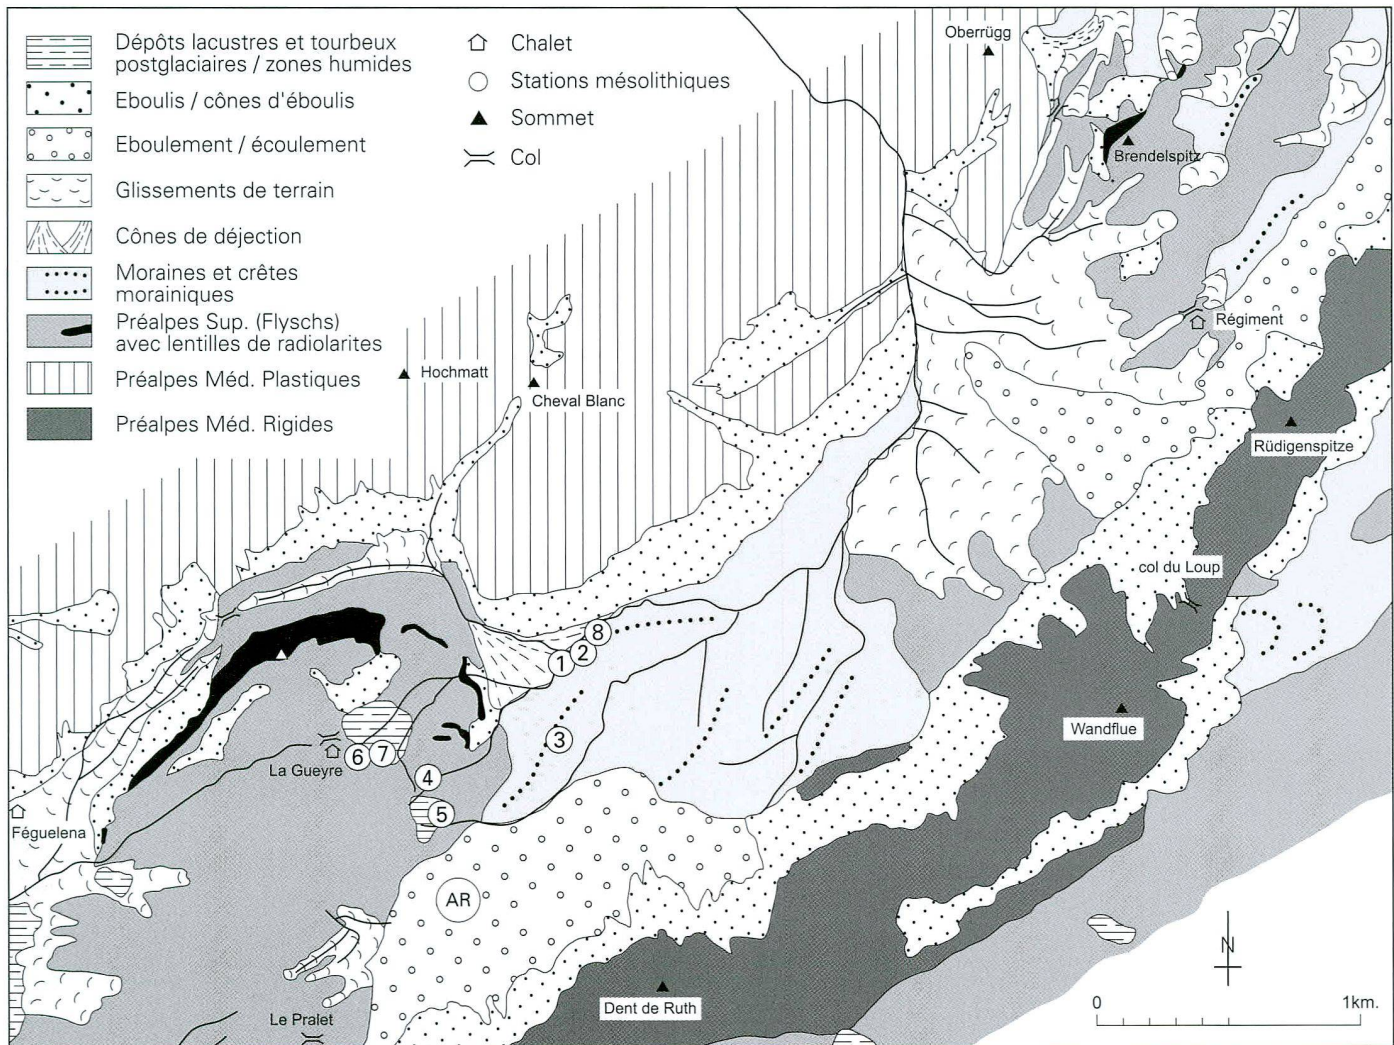 Dépôts lacustres et tourbeux
postglaciaires / zones humides
Eboulis / cônes d'éboulis
Eboulement / écoulement
Glissements de terrain
Cônes de déjection
Moraines et crêtes
morainiques
Préalpes Sup. (Flyschs)
avec lentilles de radiolarites
Préalpes Méd. Plastiques
Préalpes Méd. Rigides
Chalet
Stations mésolithiques
Sommet
Col
Oberrügg
Brendelspitz
Régiment
Hochmatt
Cheval Blanc
Rüdigenspitze
col du Loup
8
2
1
3
Wandflue
La Gueyre
6
7
4
5
Féguelena
AR
N
Dent de Ruth
Le Pralet
0
1km.